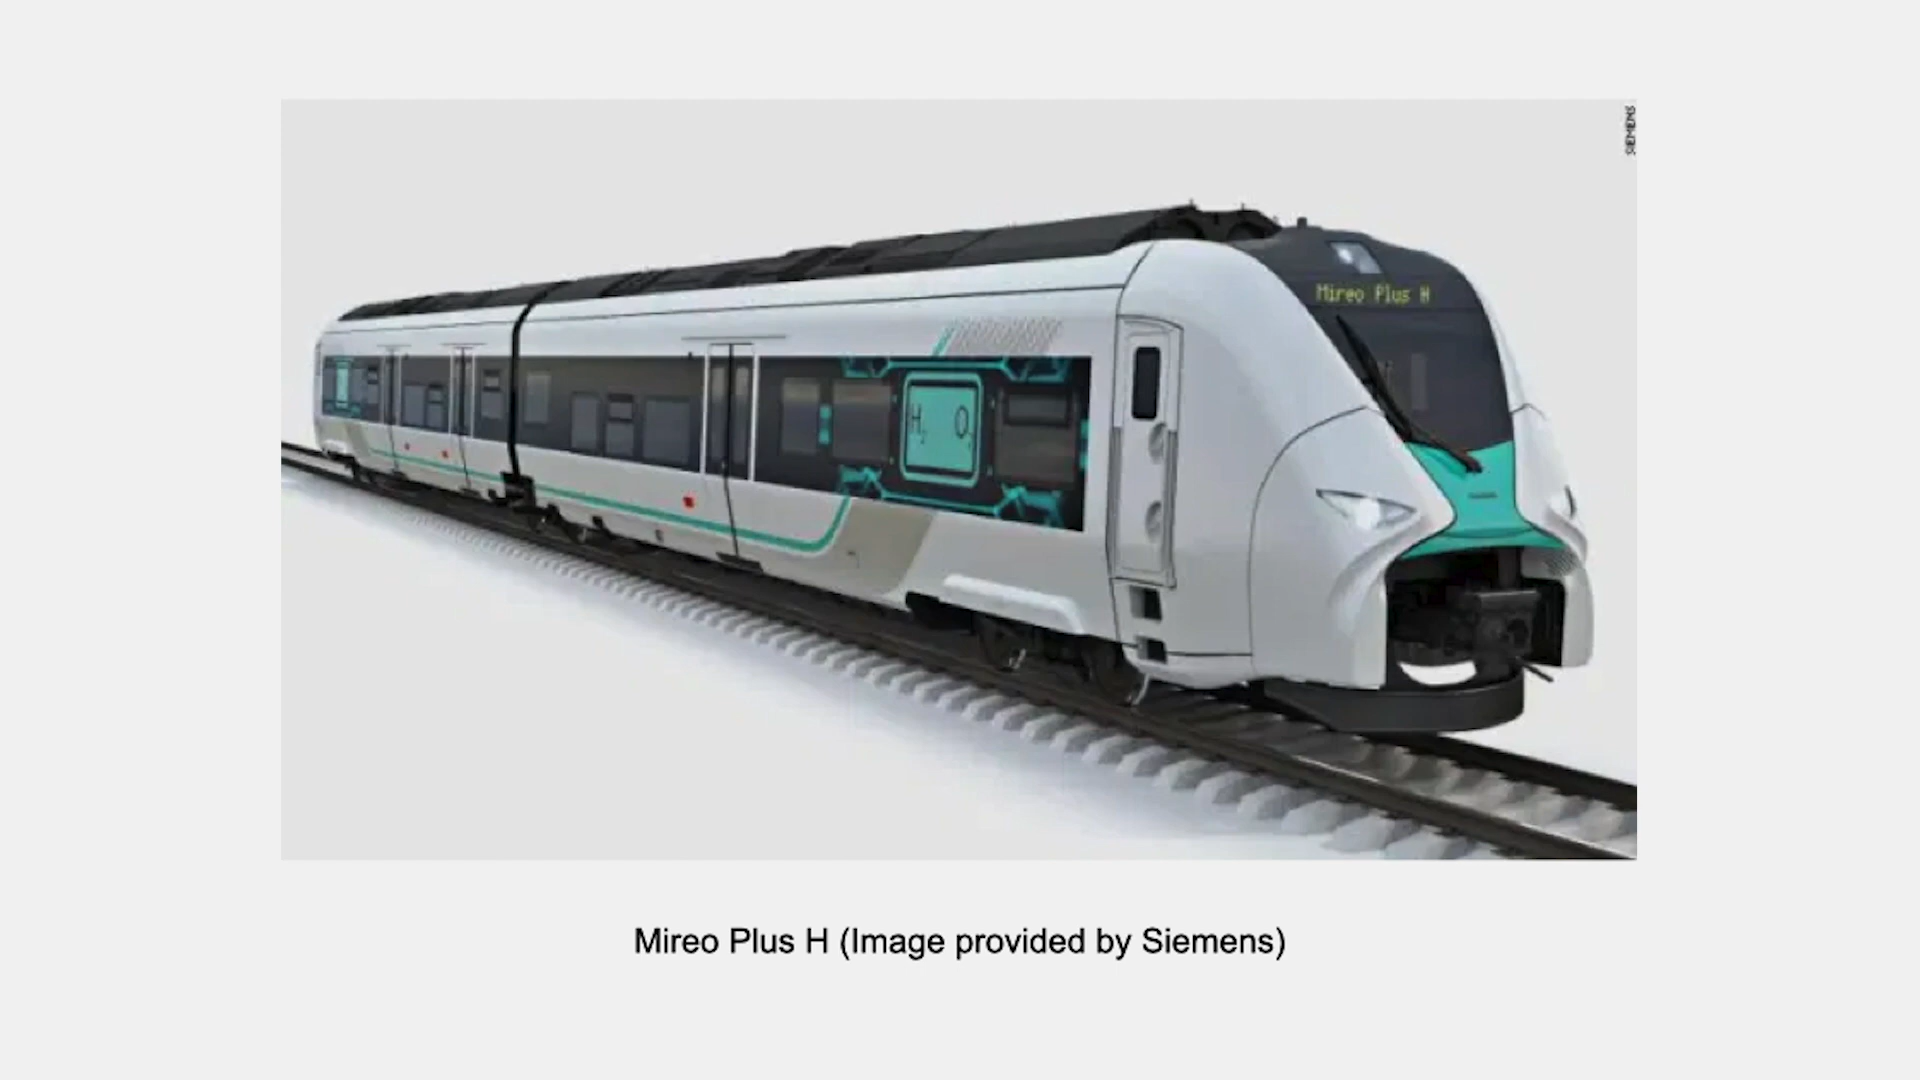 SIEMENS
Mireo Plus H
H2 O2
Mireo Plus H (Image provided by Siemens)